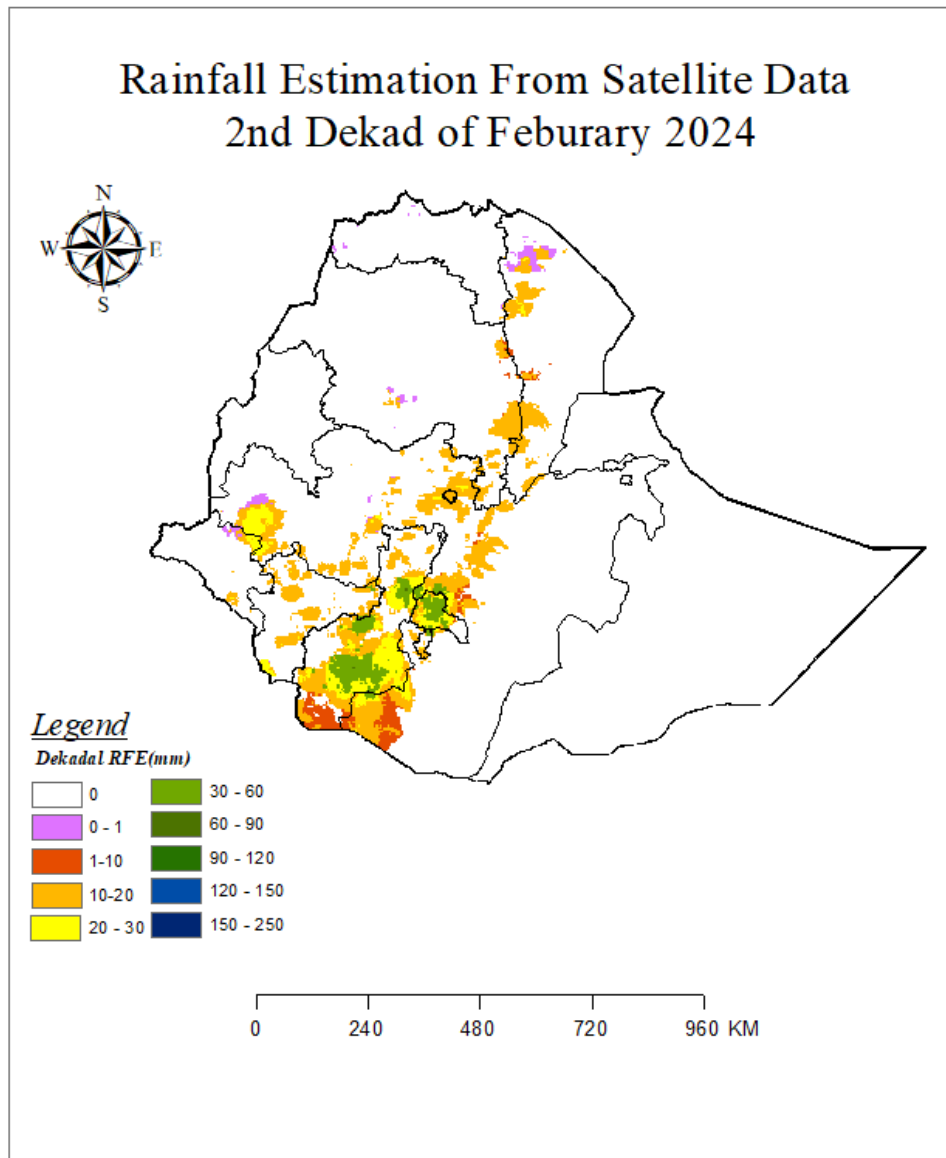 Rainfall Estimation From Satellite Data
2nd Dekad of Feburary 2024
N
W E
S
Legend
Dekadal RFE(mm)
0
0 - 1
1-10
10-20
20 - 30
30 - 60
60 - 90
90 - 120
120 - 150
150 - 250
0 240 480 720 960 KM